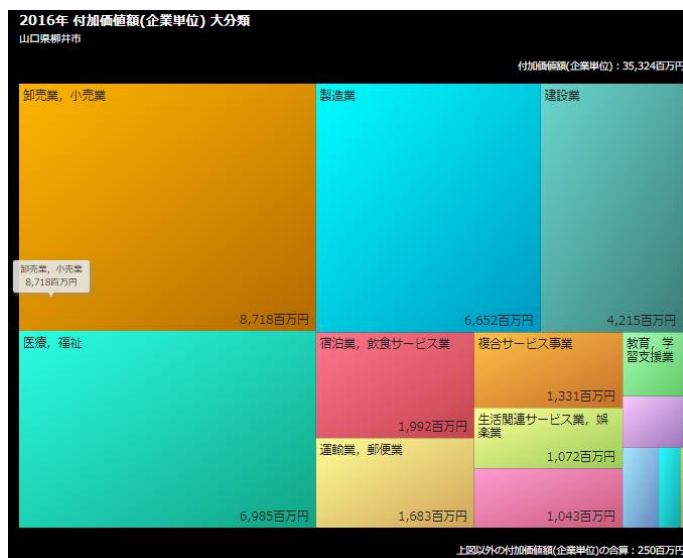 2016年 付加価値額(企業単位) 大分類
山口県柳井市
付加価値額(企業単位)：35,324百万円
卸売業，小売業
8,718百万円
製造業
6,652百万円
建設業
4,215百万円
卸売業，小売業
8,718百万円
医療，福祉
6,985百万円
宿泊業，飲食サービス業
1,992百万円
複合サービス事業
1,331百万円
教育，学
習支援業
生活関連サービス業，娯
楽業
1,072百万円
運輸業，郵便業
1,683百万円
1,043百万円
上図以外の付加価値額(企業単位)の合算：250百万円